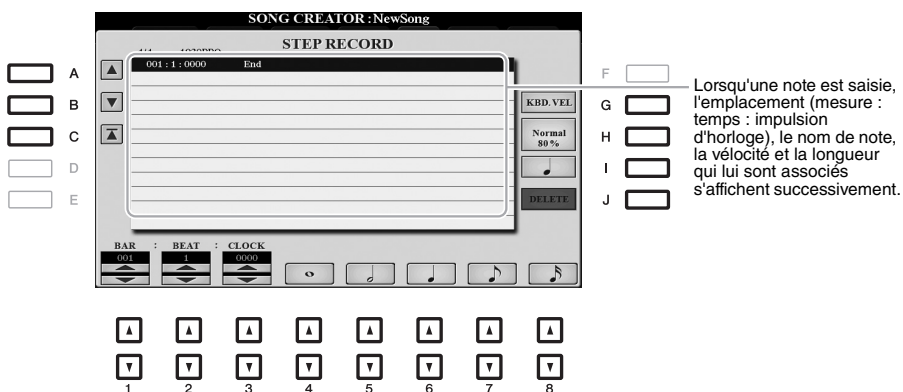 SONG CREATOR :NewSong
STEP RECORD
001 : 1 : 0000 End
A
B
C
D
E
F
G
H
I
J
KBD. VEL
Normal
80 %
DELETE
BAR : BEAT : CLOCK
001 1 0000
1 2 3 4 5 6 7 8
Lorsqu'une note est saisie,
l'emplacement (mesure :
temps : impulsion
d'horloge), le nom de note,
la vélocité et la longueur
qui lui sont associés
s'affichent successivement.